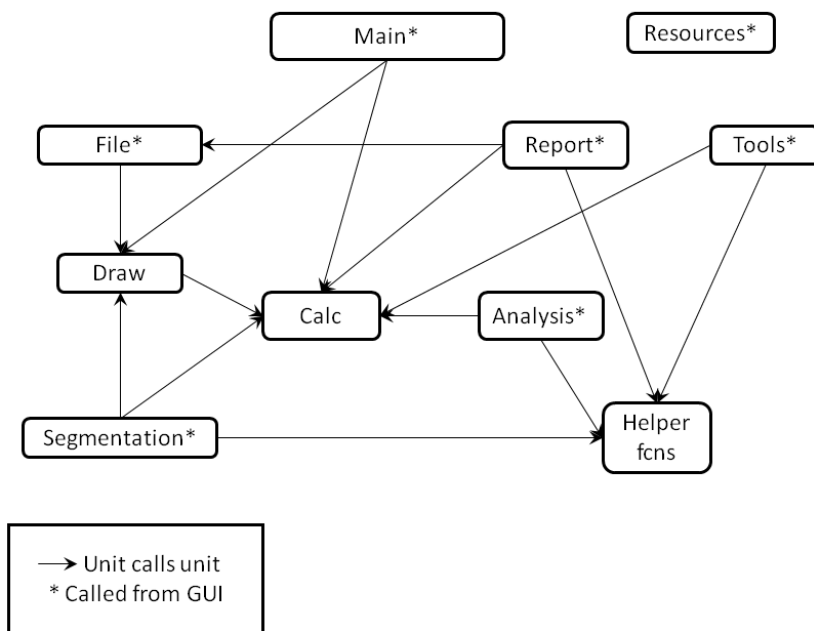 Main*
Resources*
File*
Report*
Tools*
Draw
Calc
Analysis*
Segmentation*
Helper
fcns
Unit calls unit
* Called from GUI